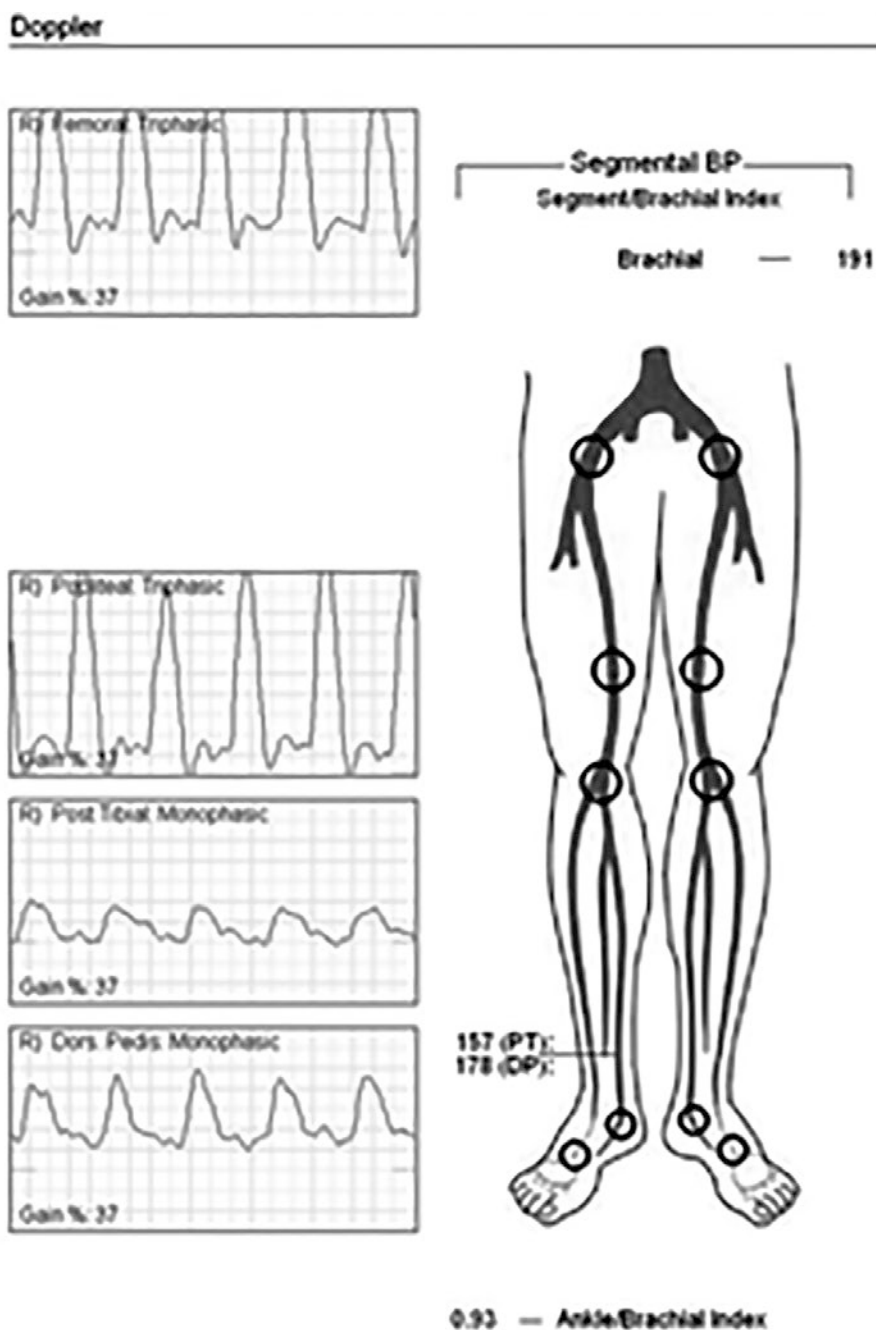 Doppler
R) Femoral: Triphasic
Gain %: 37
Segmental BP
Segment/Brachial Index
Brachial — 191
R) Popliteal: Triphasic
Gain %: 37
R) Post Tibial: Monophasic
Gain %: 37
R) Dors. Pedis: Monophasic
Gain %: 37
157 (PT):
178 (DP):
0.93 — Ankle/Brachial Index